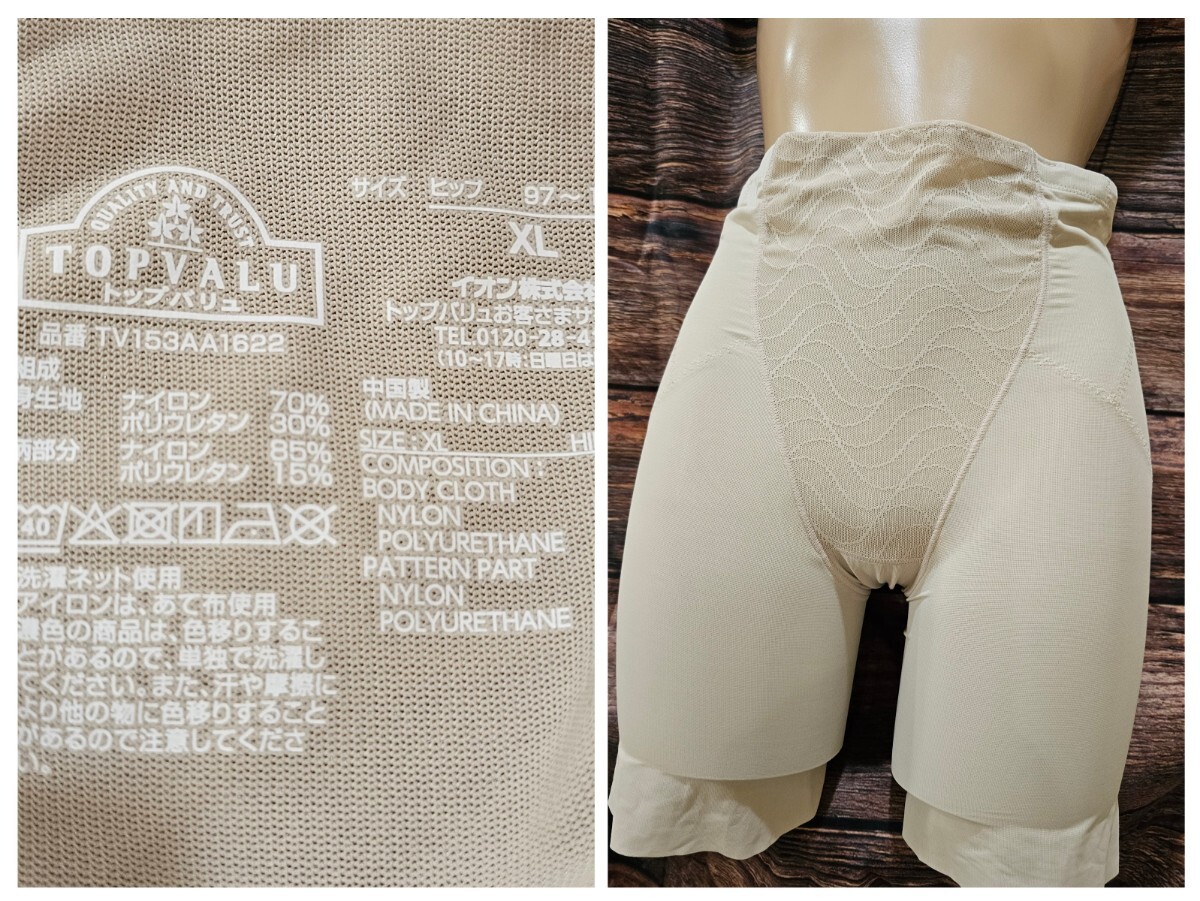 QUALITY AND TRUST
TOPVALU
トップバリュ
品番 TV153AA1622
組成
身生地 ナイロン 70%
ポリウレタン 30%
柄部分 ナイロン 85%
ポリウレタン 15%
40
洗濯ネット使用
アイロンは、あて布使用
濃色の商品は、色移りするこ
とがあるので、単独で洗濯し
てください。また、汗や摩擦に
より他の物に色移りすること
があるので注意してくださ
い。
サイズ ヒップ 97～
XL
イオン株式会
トップバリュお客さまサ
TEL.0120-28-4
(10～17時:日曜日は
中国製
(MADE IN CHINA)
SIZE : XL HI
COMPOSITION :
BODY CLOTH
NYLON
POLYURETHANE
PATTERN PART
NYLON
POLYURETHANE